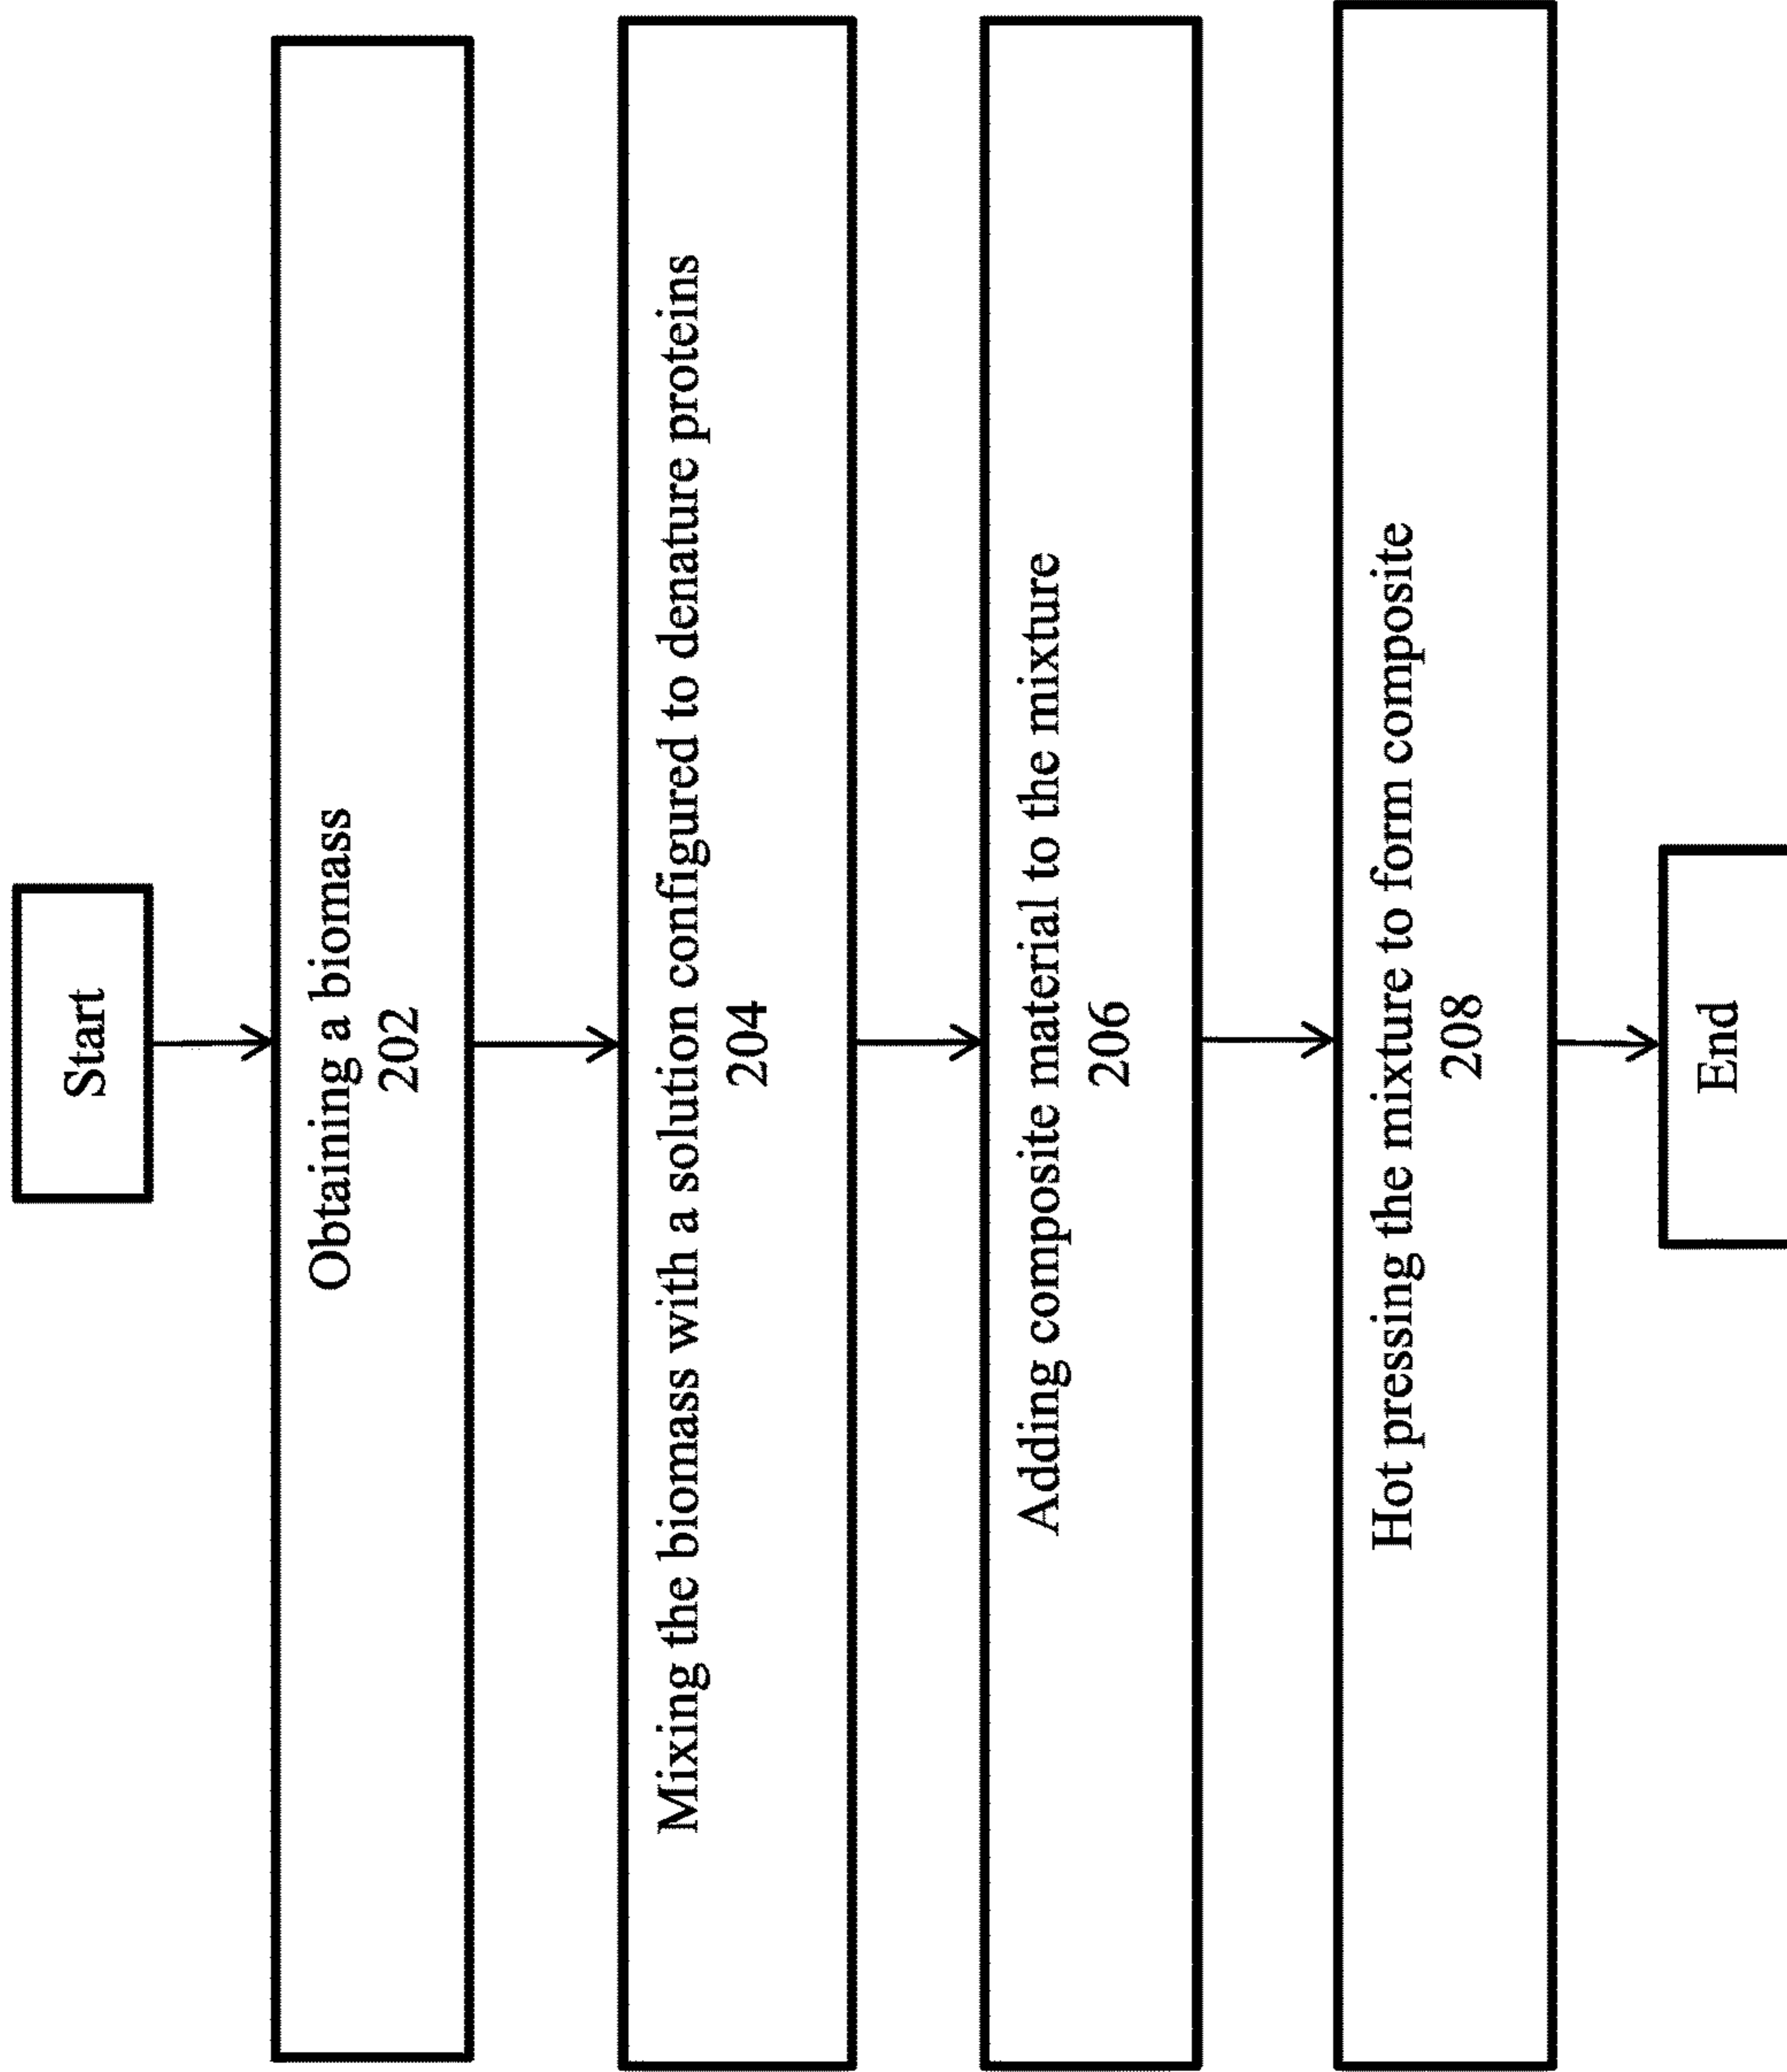 Start
Obtaining a biomass
202
Mixing the biomass with a solution configured to denature proteins
204
Adding composite material to the mixture
206
Hot pressing the mixture to form composite
208
End